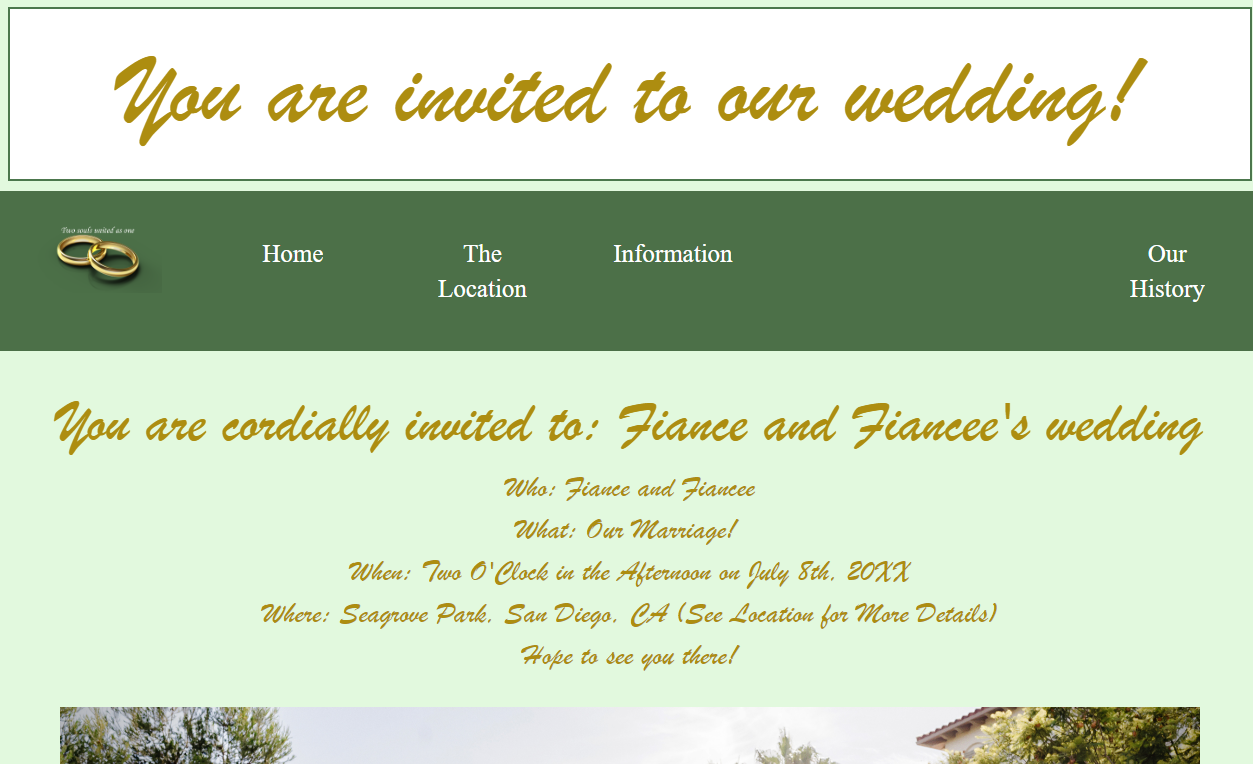 You are invited to our wedding!
Two souls united as one
Home
The
Location
Information
Our
History
You are cordially invited to: Fiance and Fiancee's wedding
Who: Fiance and Fiancee
What: Our Marriage!
When: Two O'Clock in the Afternoon on July 8th, 20XX
Where: Seagrove Park, San Diego, CA (See Location for More Details)
Hope to see you there!